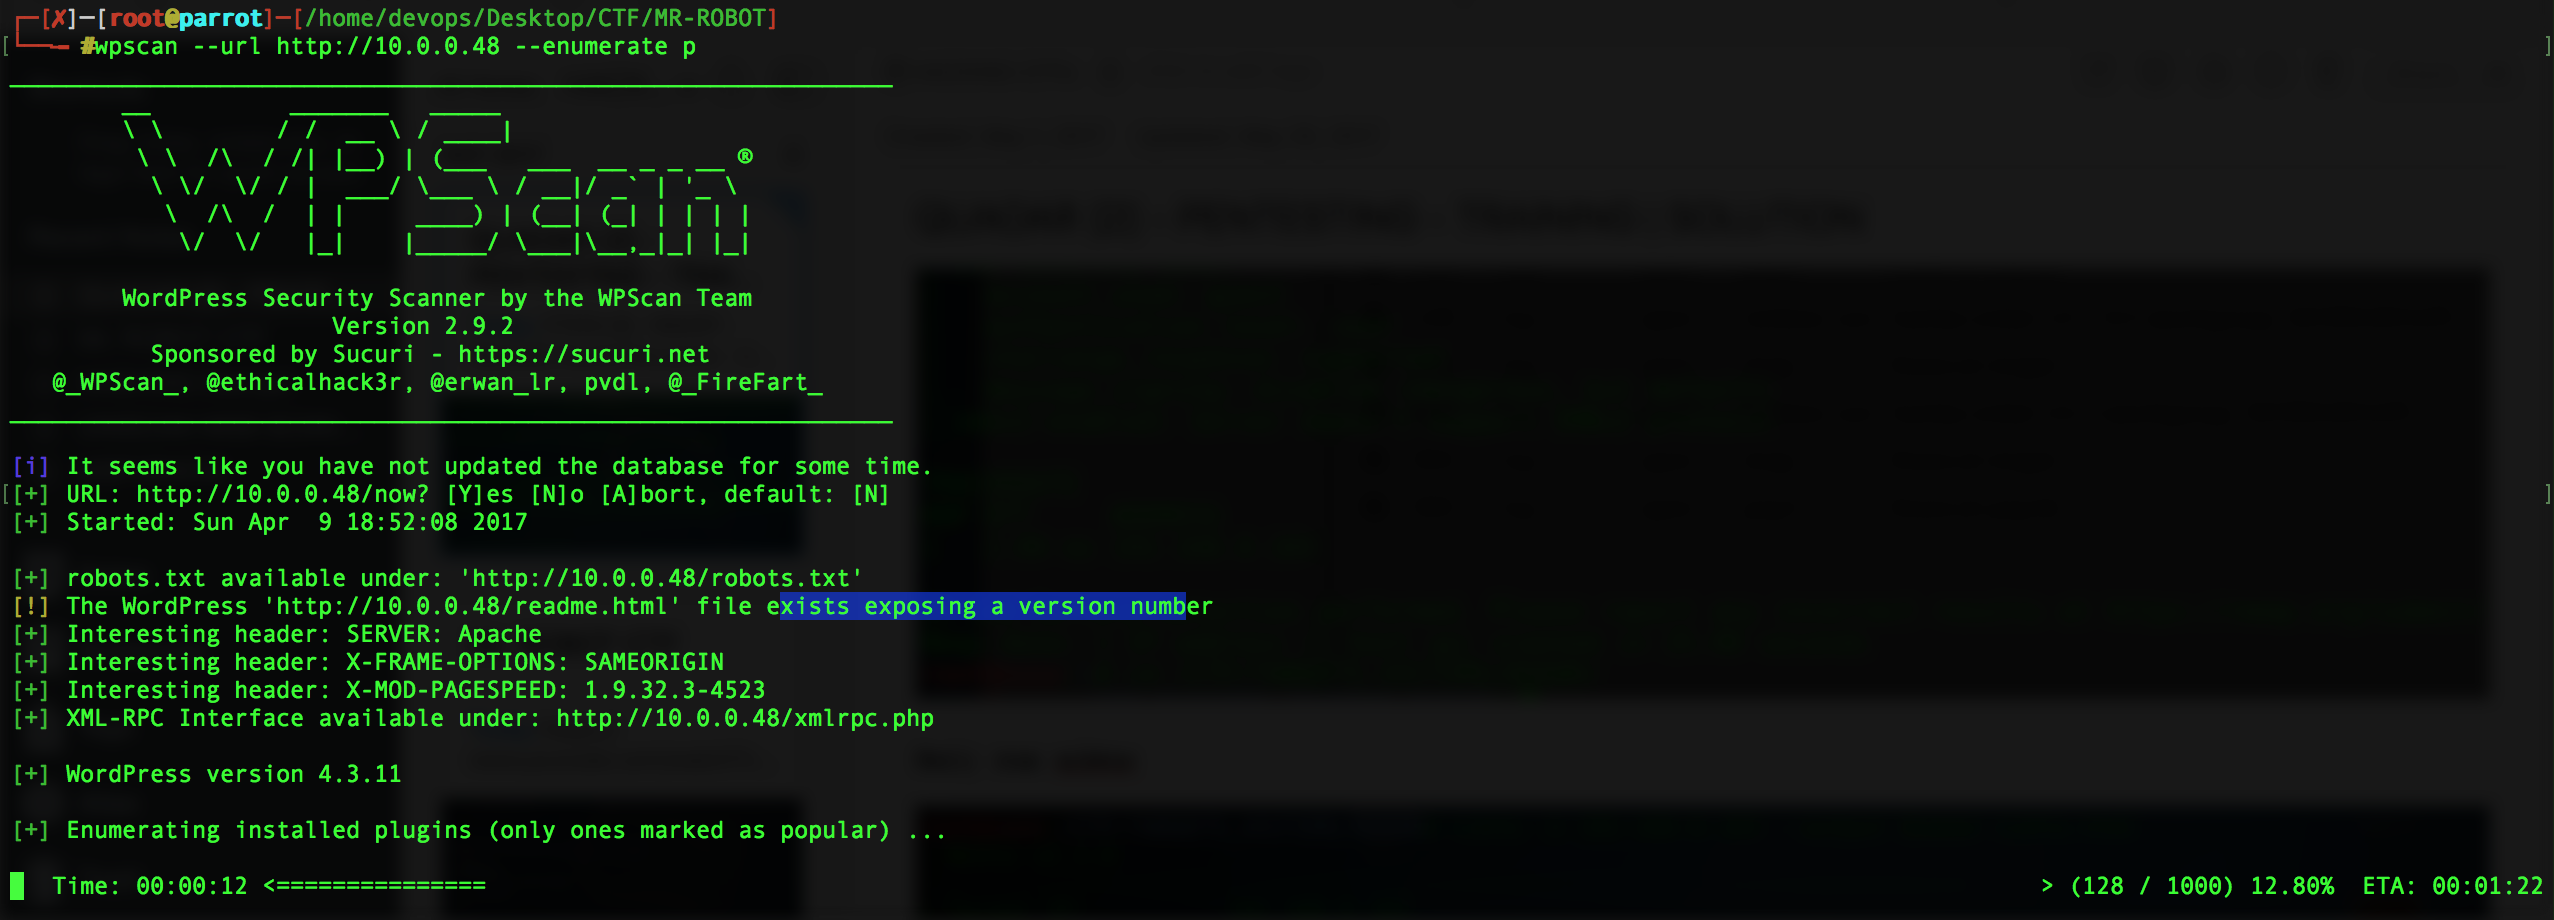 ┌─[✗]─[root@parrot]─[/home/devops/Desktop/CTF/MR-ROBOT]
└──╼ #wpscan --url http://10.0.0.48 --enumerate p
WPScan®
WordPress Security Scanner by the WPScan Team
Version 2.9.2
Sponsored by Sucuri - https://sucuri.net
@_WPScan_, @ethicalhack3r, @erwan_lr, pvdl, @_FireFart_
[i] It seems like you have not updated the database for some time.
[+] URL: http://10.0.0.48/now? [Y]es [N]o [A]bort, default: [N]
[+] Started: Sun Apr  9 18:52:08 2017
[+] robots.txt available under: 'http://10.0.0.48/robots.txt'
[!] The WordPress 'http://10.0.0.48/readme.html' file exists exposing a version number
[+] Interesting header: SERVER: Apache
[+] Interesting header: X-FRAME-OPTIONS: SAMEORIGIN
[+] Interesting header: X-MOD-PAGESPEED: 1.9.32.3-4523
[+] XML-RPC Interface available under: http://10.0.0.48/xmlrpc.php
[+] WordPress version 4.3.11
[+] Enumerating installed plugins (only ones marked as popular) ...
Time: 00:00:12 <=============== > (128 / 1000) 12.80%  ETA: 00:01:22